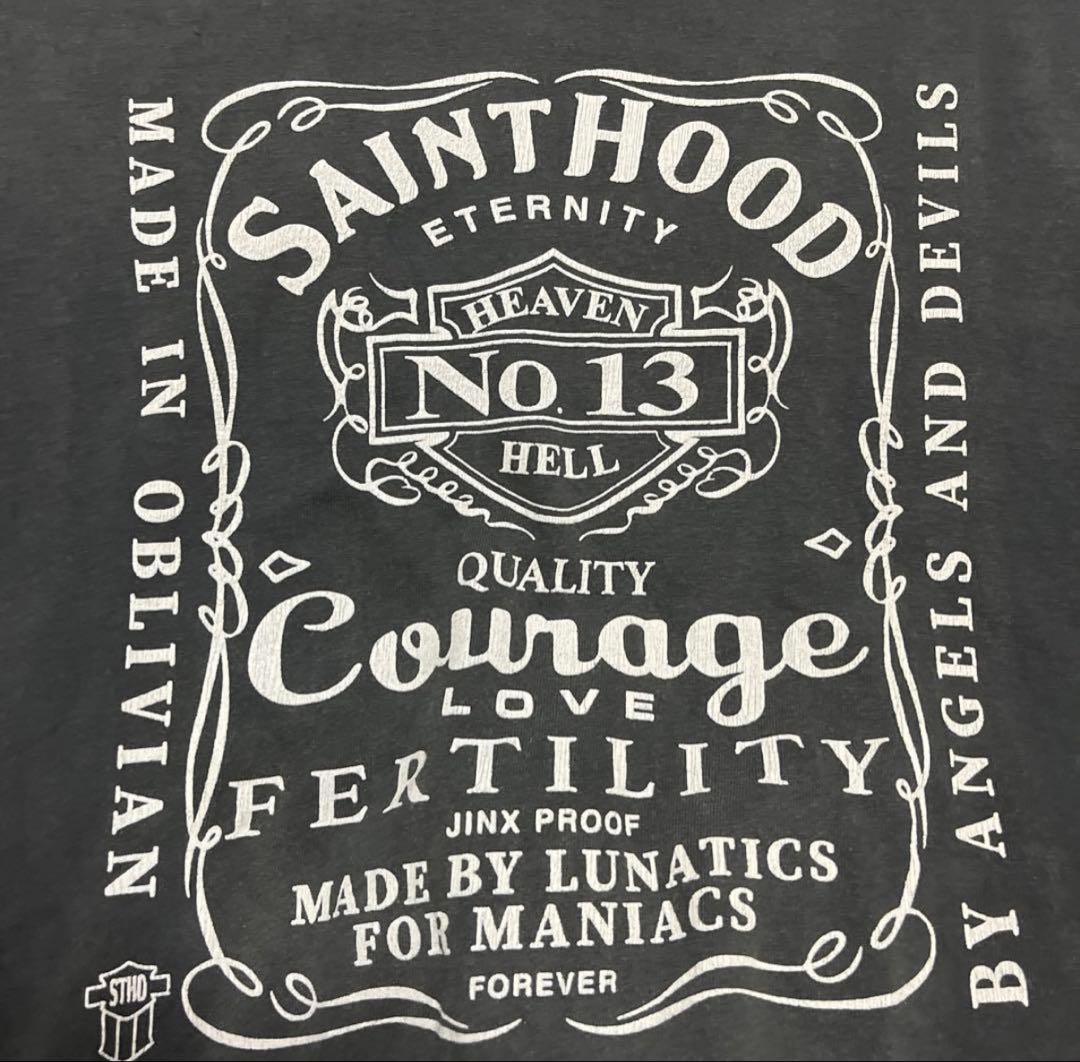 SAINTHOOD
ETERNITY
HEAVEN
No. 13
HELL
QUALITY
Courage
LOVE
FERTILITY
JINX PROOF
MADE BY LUNATICS
FOR MANIACS
FOREVER
MADE IN OBLIVIAN
BY ANGELS AND DEVILS
STHD